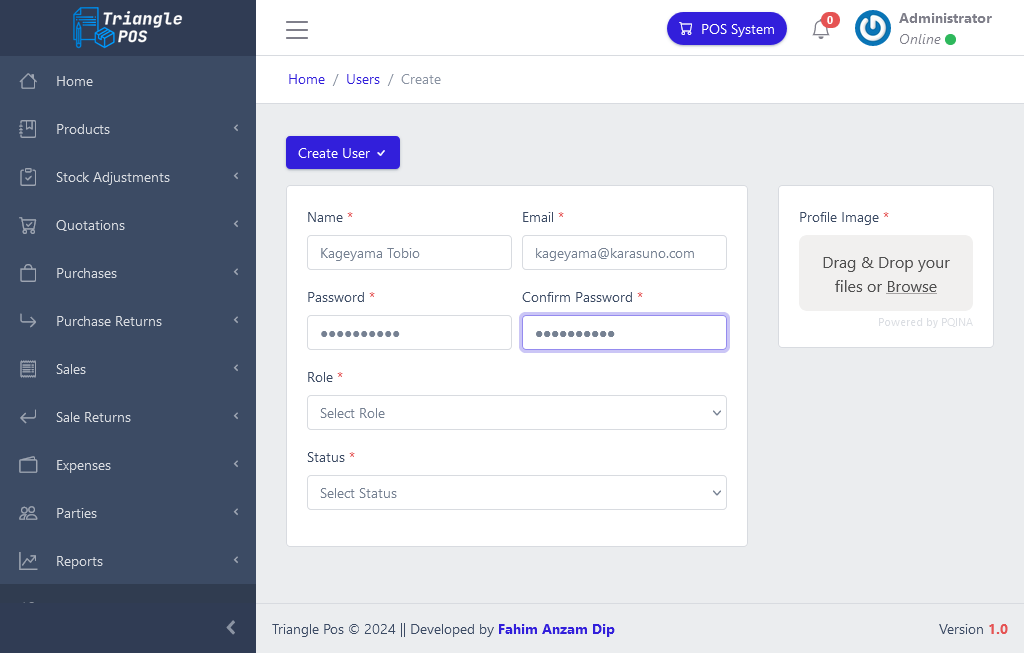 Triangle
POS
POS System
0
Administrator
Online
Home
Products
Stock Adjustments
Quotations
Purchases
Purchase Returns
Sales
Sale Returns
Expenses
Parties
Reports
Home / Users / Create
Create User
Name *
Email *
Kageyama Tobio
kageyama@karasuno.com
Password *
Confirm Password *
●●●●●●●●●●
●●●●●●●●●●
Role *
Select Role
Status *
Select Status
Profile Image *
Drag & Drop your
files or Browse
Powered by PQINA
Triangle Pos © 2024 || Developed by Fahim Anzam Dip
Version 1.0